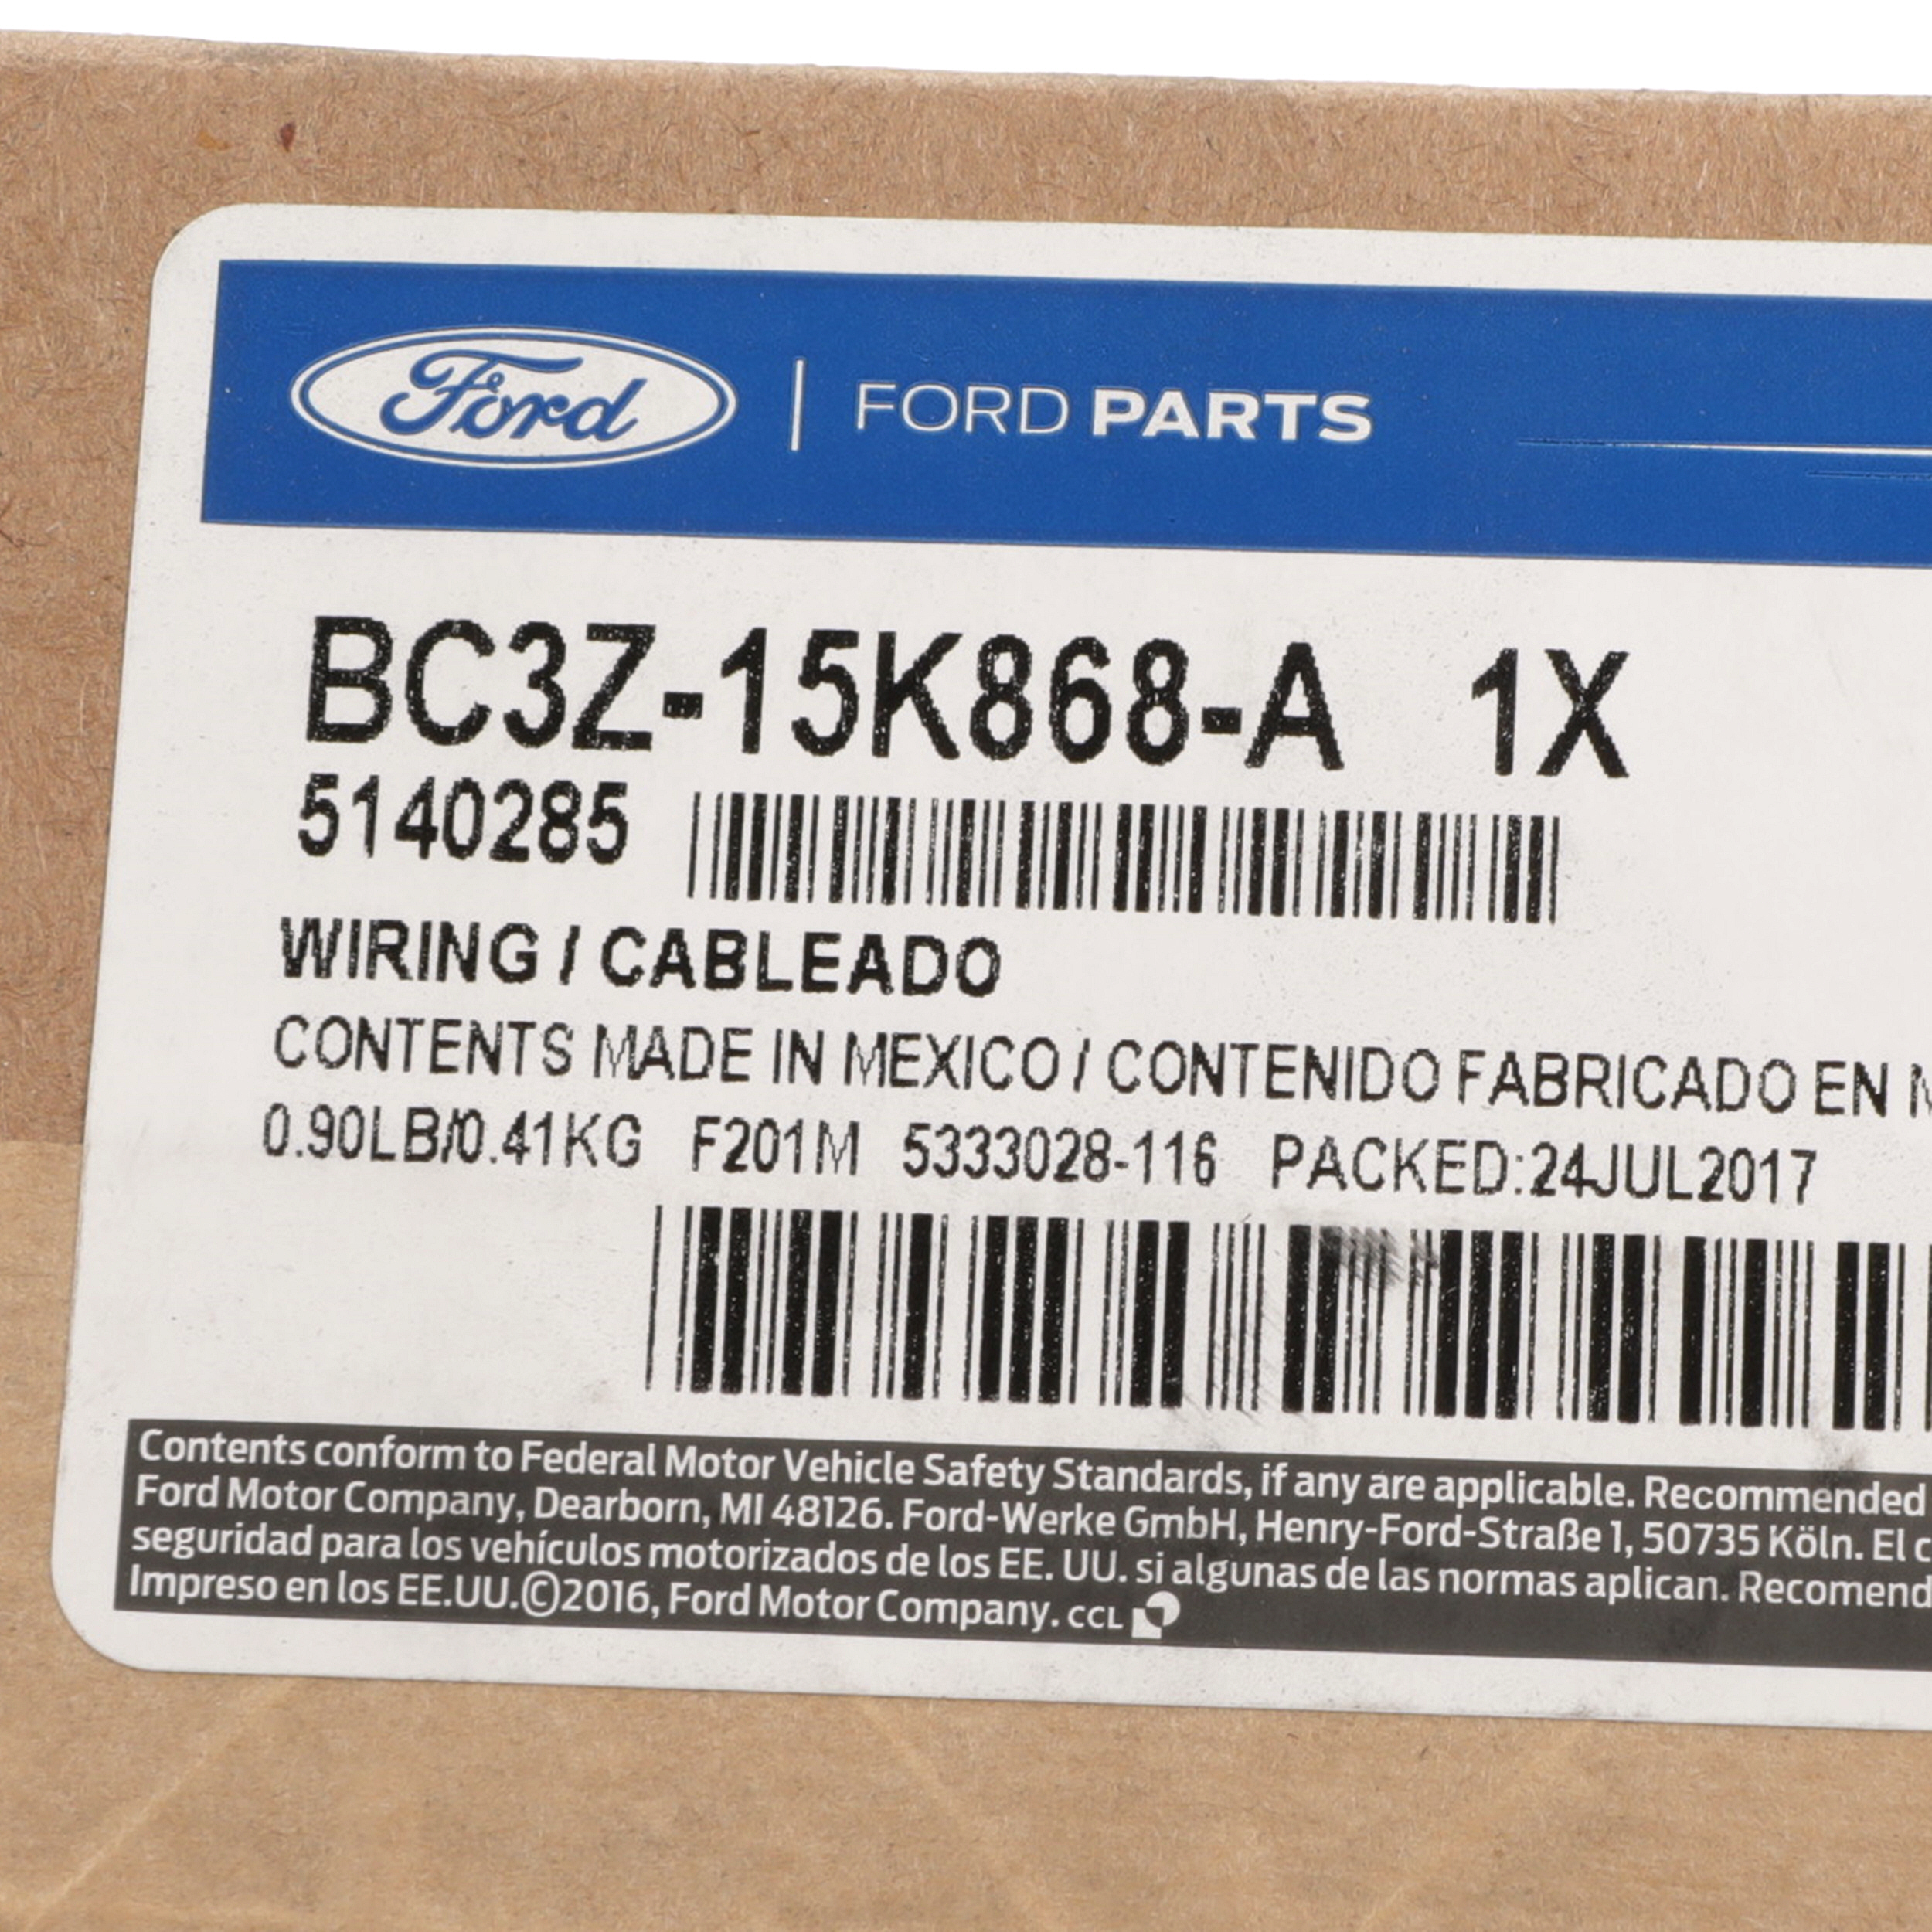 Ford | FORD PARTS
BC3Z-15K868-A 1X
5140285
WIRING / CABLEADO
CONTENTS MADE IN MEXICO / CONTENIDO FABRICADO EN
0.90LB/0.41KG F201M 5333028-116 PACKED:24JUL2017
Contents conform to Federal Motor Vehicle Safety Standards, if any are applicable. Recommended
Ford Motor Company, Dearborn, MI 48126. Ford-Werke GmbH, Henry-Ford-Straße 1, 50735 Köln. El
seguridad para los vehículos motorizados de los EE. UU. si algunas de las normas aplican.
Impreso en los EE.UU.©2016, Ford Motor Company. CCL